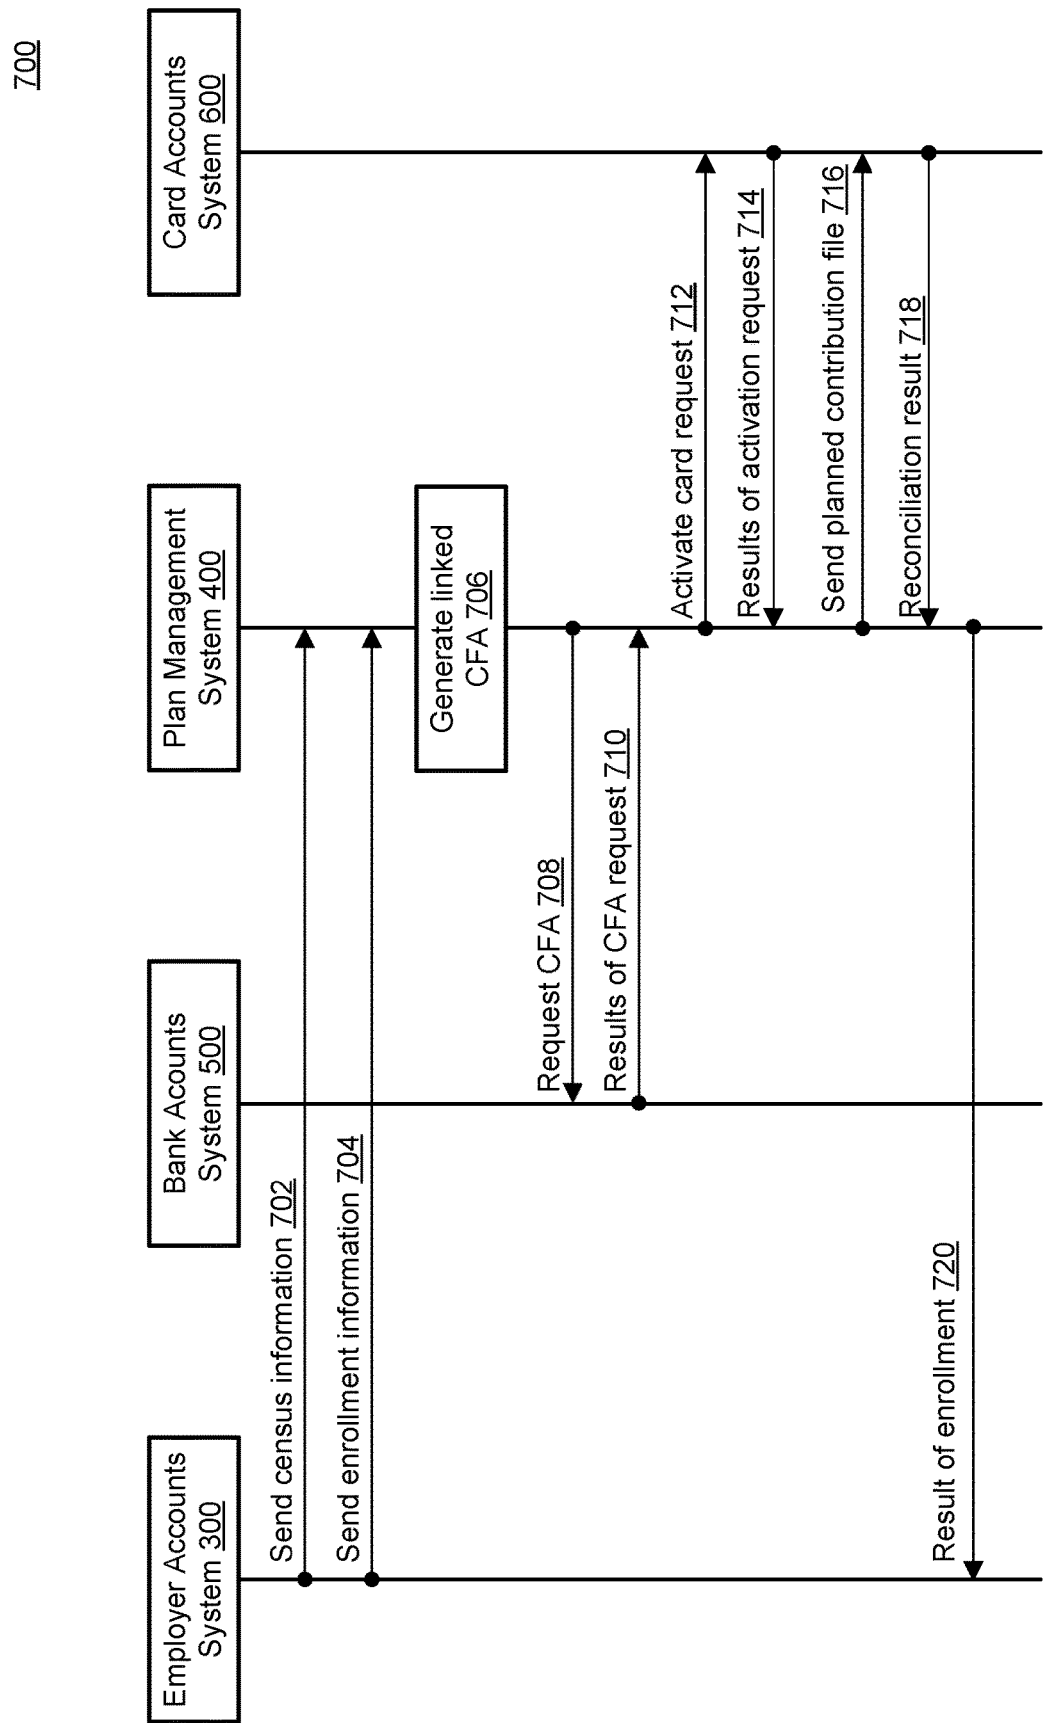 700
Employer Accounts
System 300
Bank Acounts
System 500
Plan Management
System 400
Card Accounts
System 600
Send census information 702
Send enrollment information 704
Generate linked
CFA 706
Request CFA 708
Results of CFA request 710
Activate card request 712
Results of activation request 714
Send planned contribution file 716
Reconciliation result 718
Result of enrollment 720